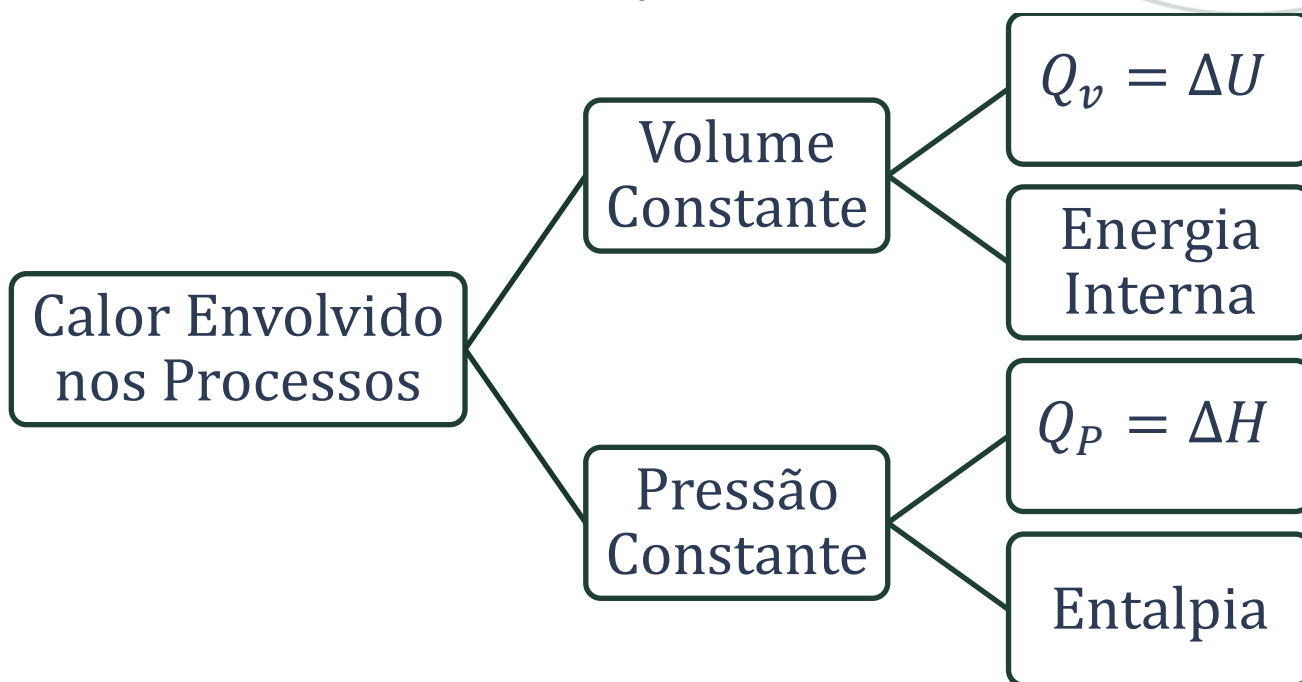 Calor Envolvido
nos Processos
Volume
Constante
Q_v = ΔU
Energia
Interna
Pressão
Constante
Q_P = ΔH
Entalpia